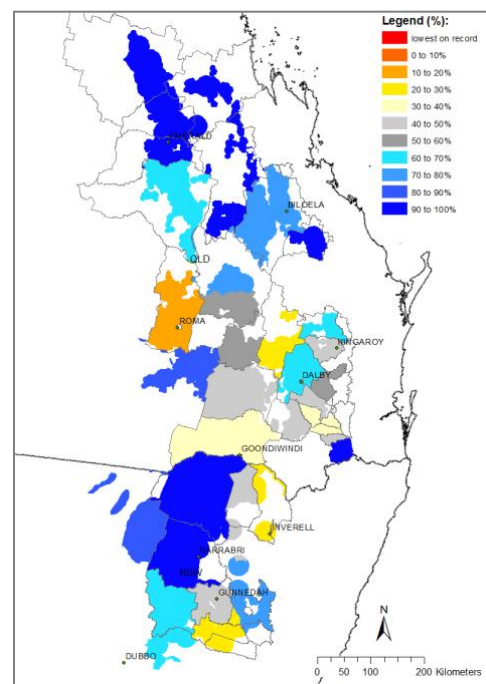 Legend (%):
lowest on record
0 to 10%
10 to 20%
20 to 30%
30 to 40%
40 to 50%
50 to 60%
60 to 70%
70 to 80%
80 to 90%
90 to 100%
EMERALD
BILOELA
QLD
ROMA
KINGAROY
DALBY
GOONDIWINDI
INVERELL
NARRABRI
NSW
GUNNEDAH
DUBBO
N
0
50
100
200 Kilometers